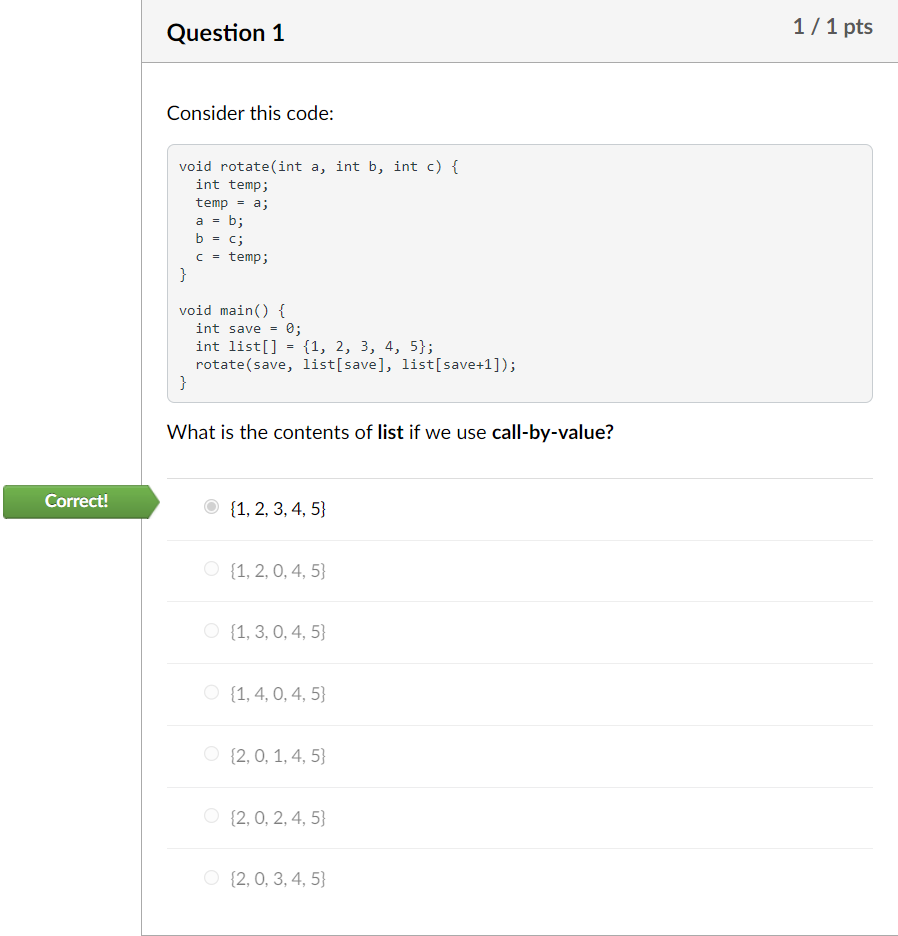 Question 1
1 / 1 pts
Consider this code:
void rotate(int a, int b, int c) {
  int temp;
  temp = a;
  a = b;
  b = c;
  c = temp;
}
void main() {
  int save = 0;
  int list[] = {1, 2, 3, 4, 5};
  rotate(save, list[save], list[save+1]);
}
What is the contents of list if we use call-by-value?
Correct!
{1, 2, 3, 4, 5}
{1, 2, 0, 4, 5}
{1, 3, 0, 4, 5}
{1, 4, 0, 4, 5}
{2, 0, 1, 4, 5}
{2, 0, 2, 4, 5}
{2, 0, 3, 4, 5}